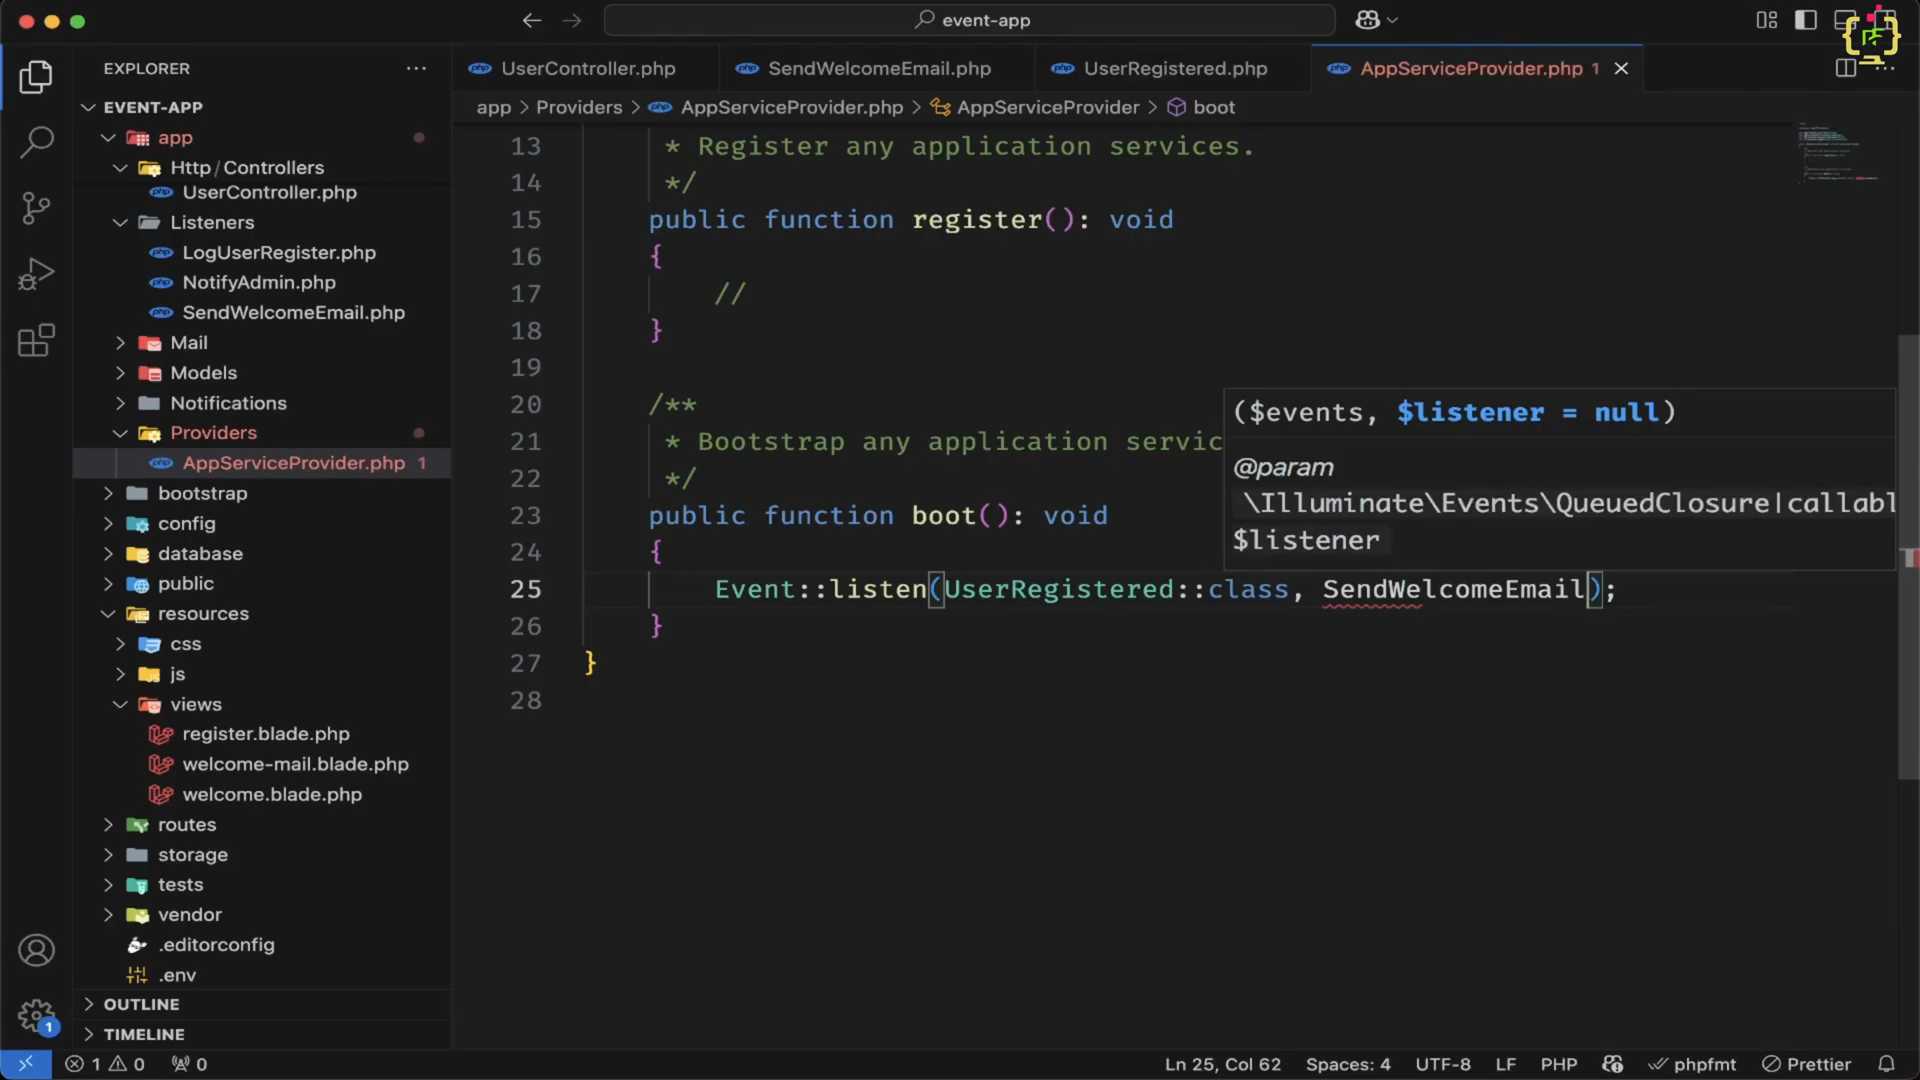 event-app
EXPLORER
UserController.php
SendWelcomeEmail.php
UserRegistered.php
AppServiceProvider.php 1
EVENT-APP
app > Providers > AppServiceProvider.php > AppServiceProvider > boot
app
Http/Controllers
UserController.php
Listeners
LogUserRegister.php
NotifyAdmin.php
SendWelcomeEmail.php
Mail
Models
Notifications
Providers
AppServiceProvider.php 1
bootstrap
config
database
public
resources
css
js
views
register.blade.php
welcome-mail.blade.php
welcome.blade.php
routes
storage
tests
vendor
.editorconfig
.env
OUTLINE
TIMELINE
13 * Register any application services.
14 */
15 public function register(): void
16 {
17 //
18 }
19
20 /**
21 * Bootstrap any application servic
22 */
23 public function boot(): void
24 {
25 Event::listen(UserRegistered::class, SendWelcomeEmail);
26 }
27 }
28
($events, $listener = null)
@param
\Illuminate\Events\QueuedClosure|callabl
$listener
1
1 0 0
Ln 25, Col 62 Spaces: 4 UTF-8 LF PHP phpfmt Prettier